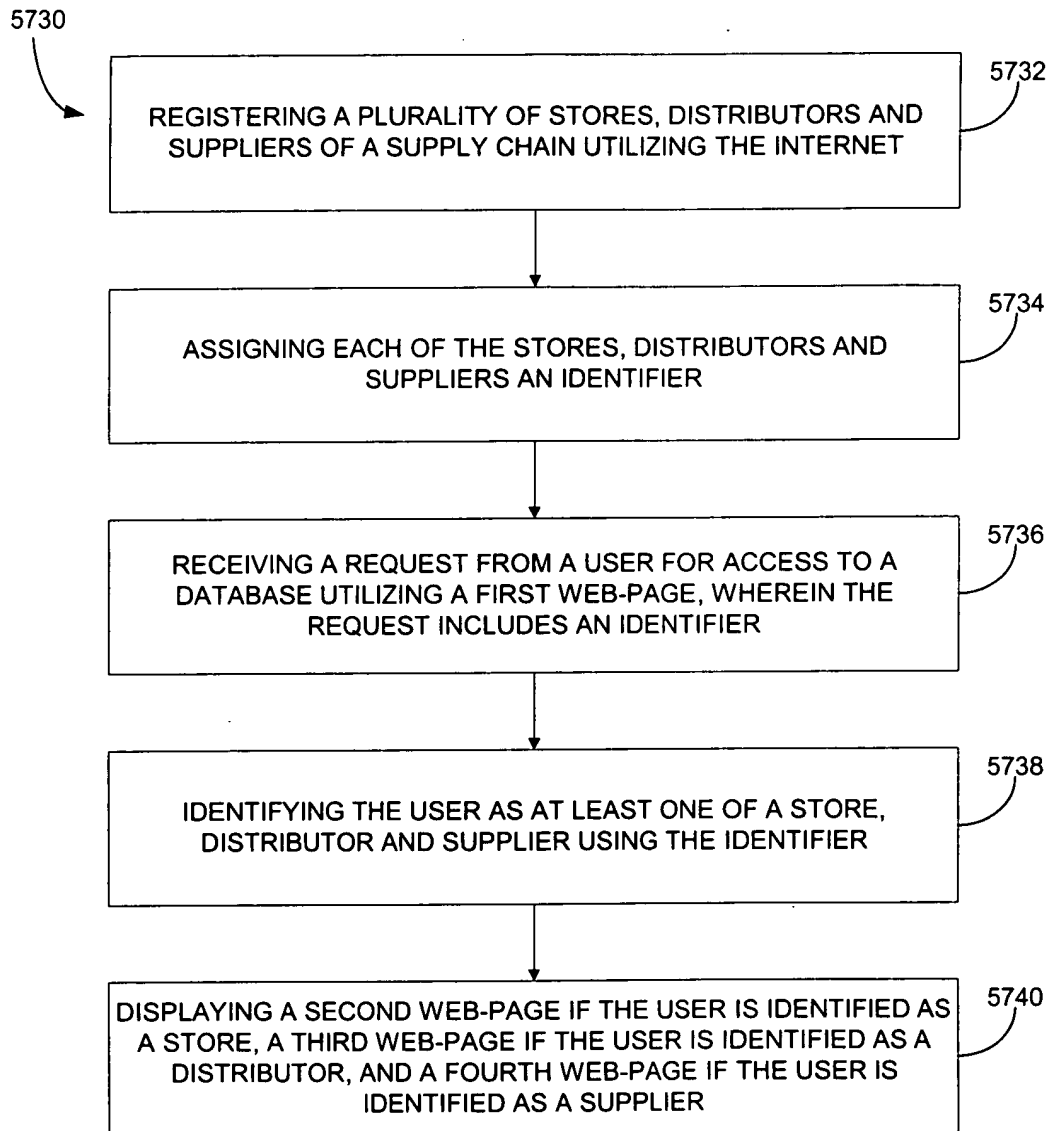 5730
5732
REGISTERING A PLURALITY OF STORES, DISTRIBUTORS AND
SUPPLIERS OF A SUPPLY CHAIN UTILIZING THE INTERNET
5734
ASSIGNING EACH OF THE STORES, DISTRIBUTORS AND
SUPPLIERS AN IDENTIFIER
5736
RECEIVING A REQUEST FROM A USER FOR ACCESS TO A
DATABASE UTILIZING A FIRST WEB-PAGE, WHEREIN THE
REQUEST INCLUDES AN IDENTIFIER
5738
IDENTIFYING THE USER AS AT LEAST ONE OF A STORE,
DISTRIBUTOR AND SUPPLIER USING THE IDENTIFIER
5740
DISPLAYING A SECOND WEB-PAGE IF THE USER IS IDENTIFIED AS
A STORE, A THIRD WEB-PAGE IF THE USER IS IDENTIFIED AS A
DISTRIBUTOR, AND A FOURTH WEB-PAGE IF THE USER IS
IDENTIFIED AS A SUPPLIER